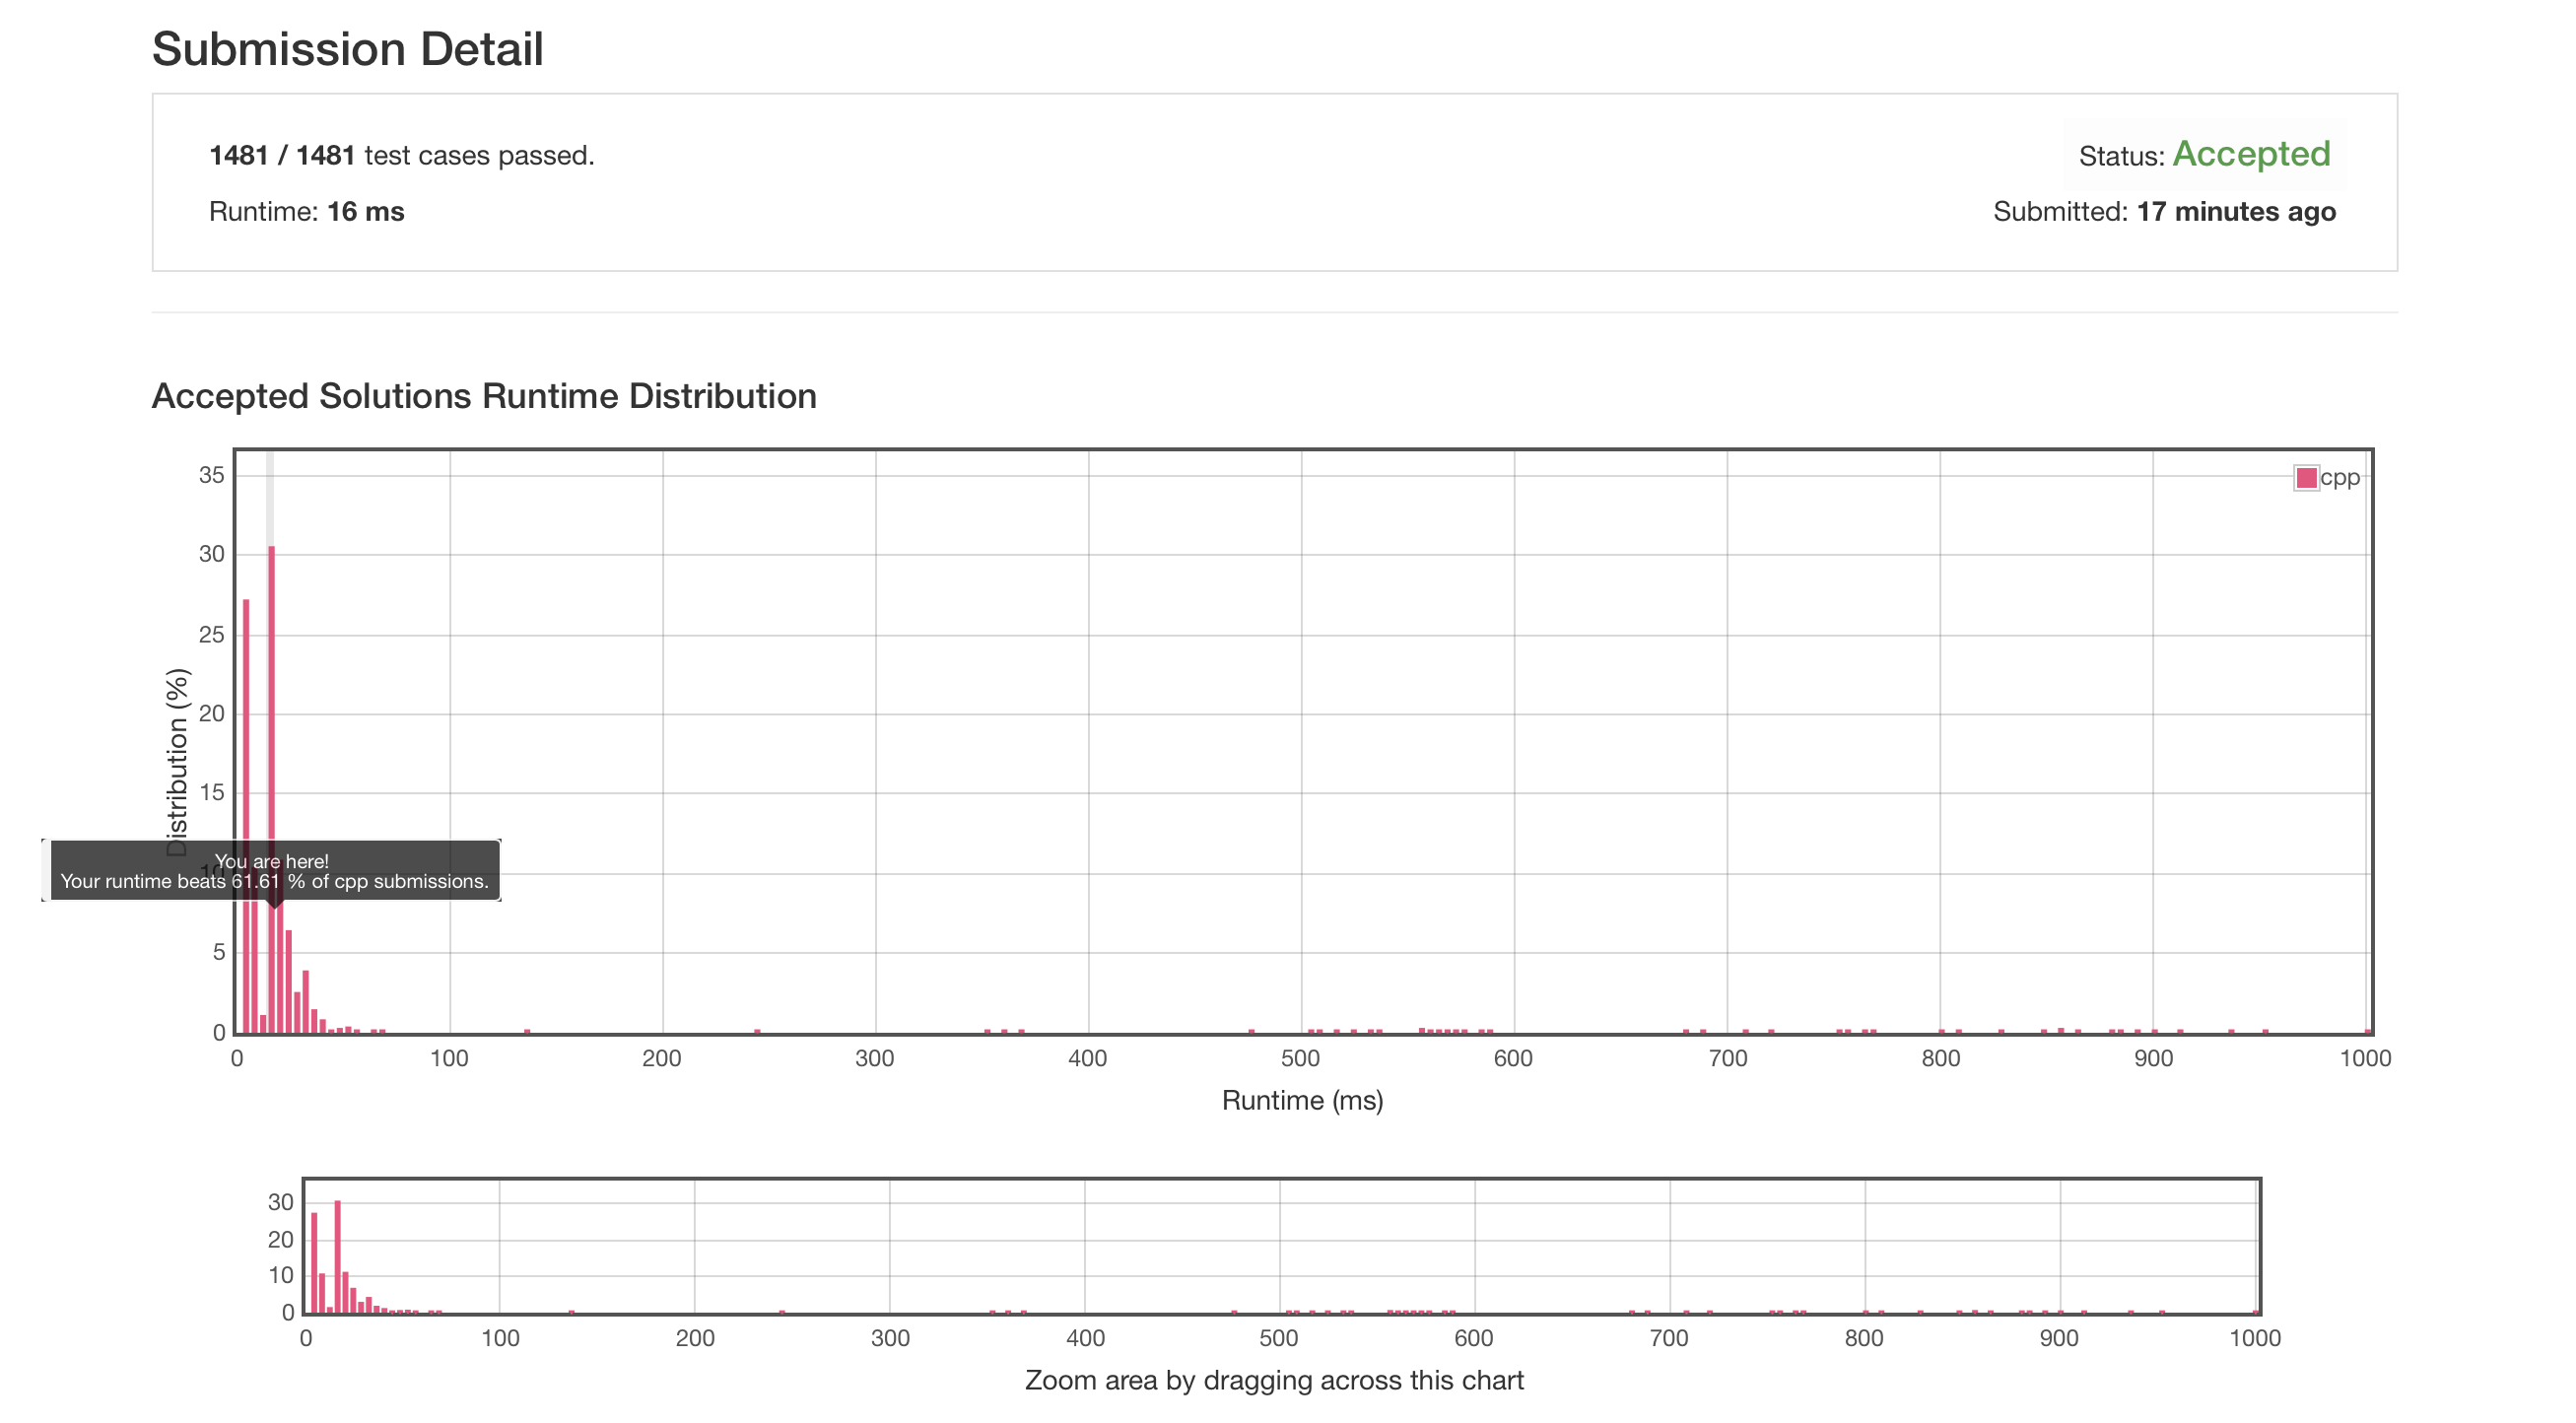 Submission Detail
1481 / 1481 test cases passed.
Status: Accepted
Runtime: 16 ms
Submitted: 17 minutes ago
Accepted Solutions Runtime Distribution
cpp
35
30
25
20
15
10
5
0
Distribution (%)
You are here!
Your runtime beats 61.61 % of cpp submissions.
0 100 200 300 400 500 600 700 800 900 1000
Runtime (ms)
30
20
10
0
0 100 200 300 400 500 600 700 800 900 1000
Zoom area by dragging across this chart